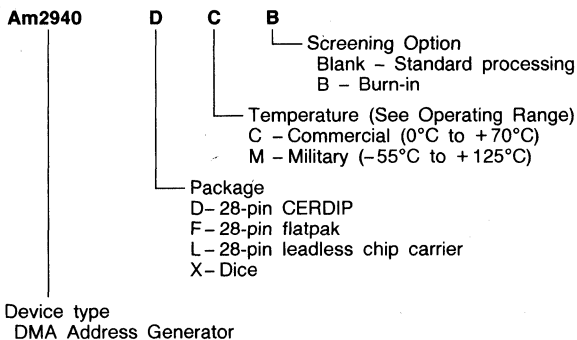 Am2940 D C B
Screening Option
Blank – Standard processing
B – Burn-in
Temperature (See Operating Range)
C – Commercial (0°C to +70°C)
M – Military (–55°C to +125°C)
Package
D– 28-pin CERDIP
F – 28-pin flatpak
L – 28-pin leadless chip carrier
X– Dice
Device type
DMA Address Generator